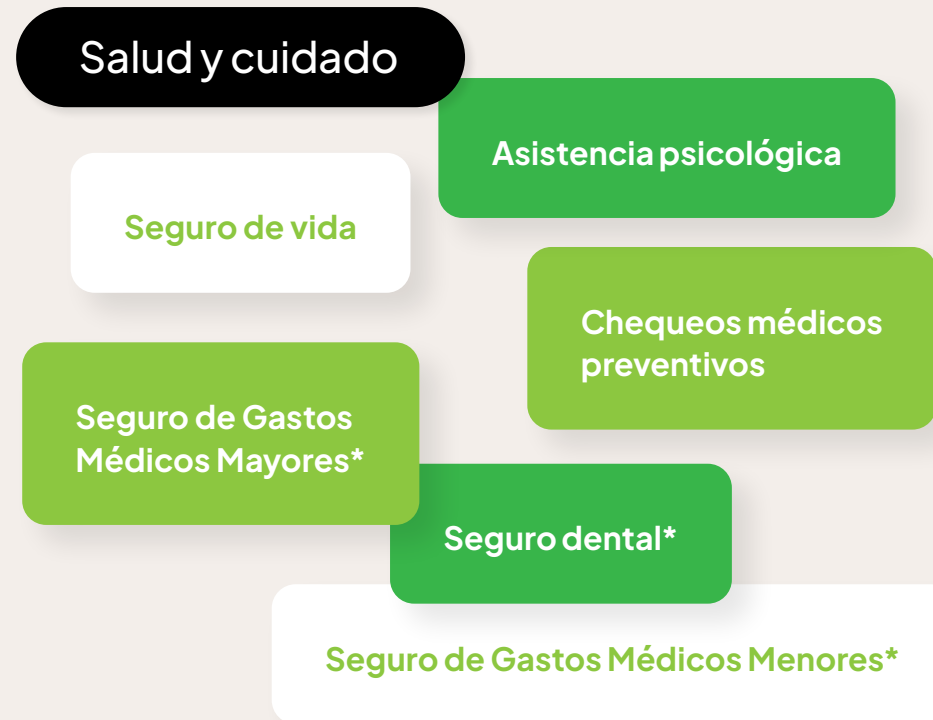 Salud y cuidado
Asistencia psicológica
Seguro de vida
Chequeos médicos
preventivos
Seguro de Gastos
Médicos Mayores*
Seguro dental*
Seguro de Gastos Médicos Menores*